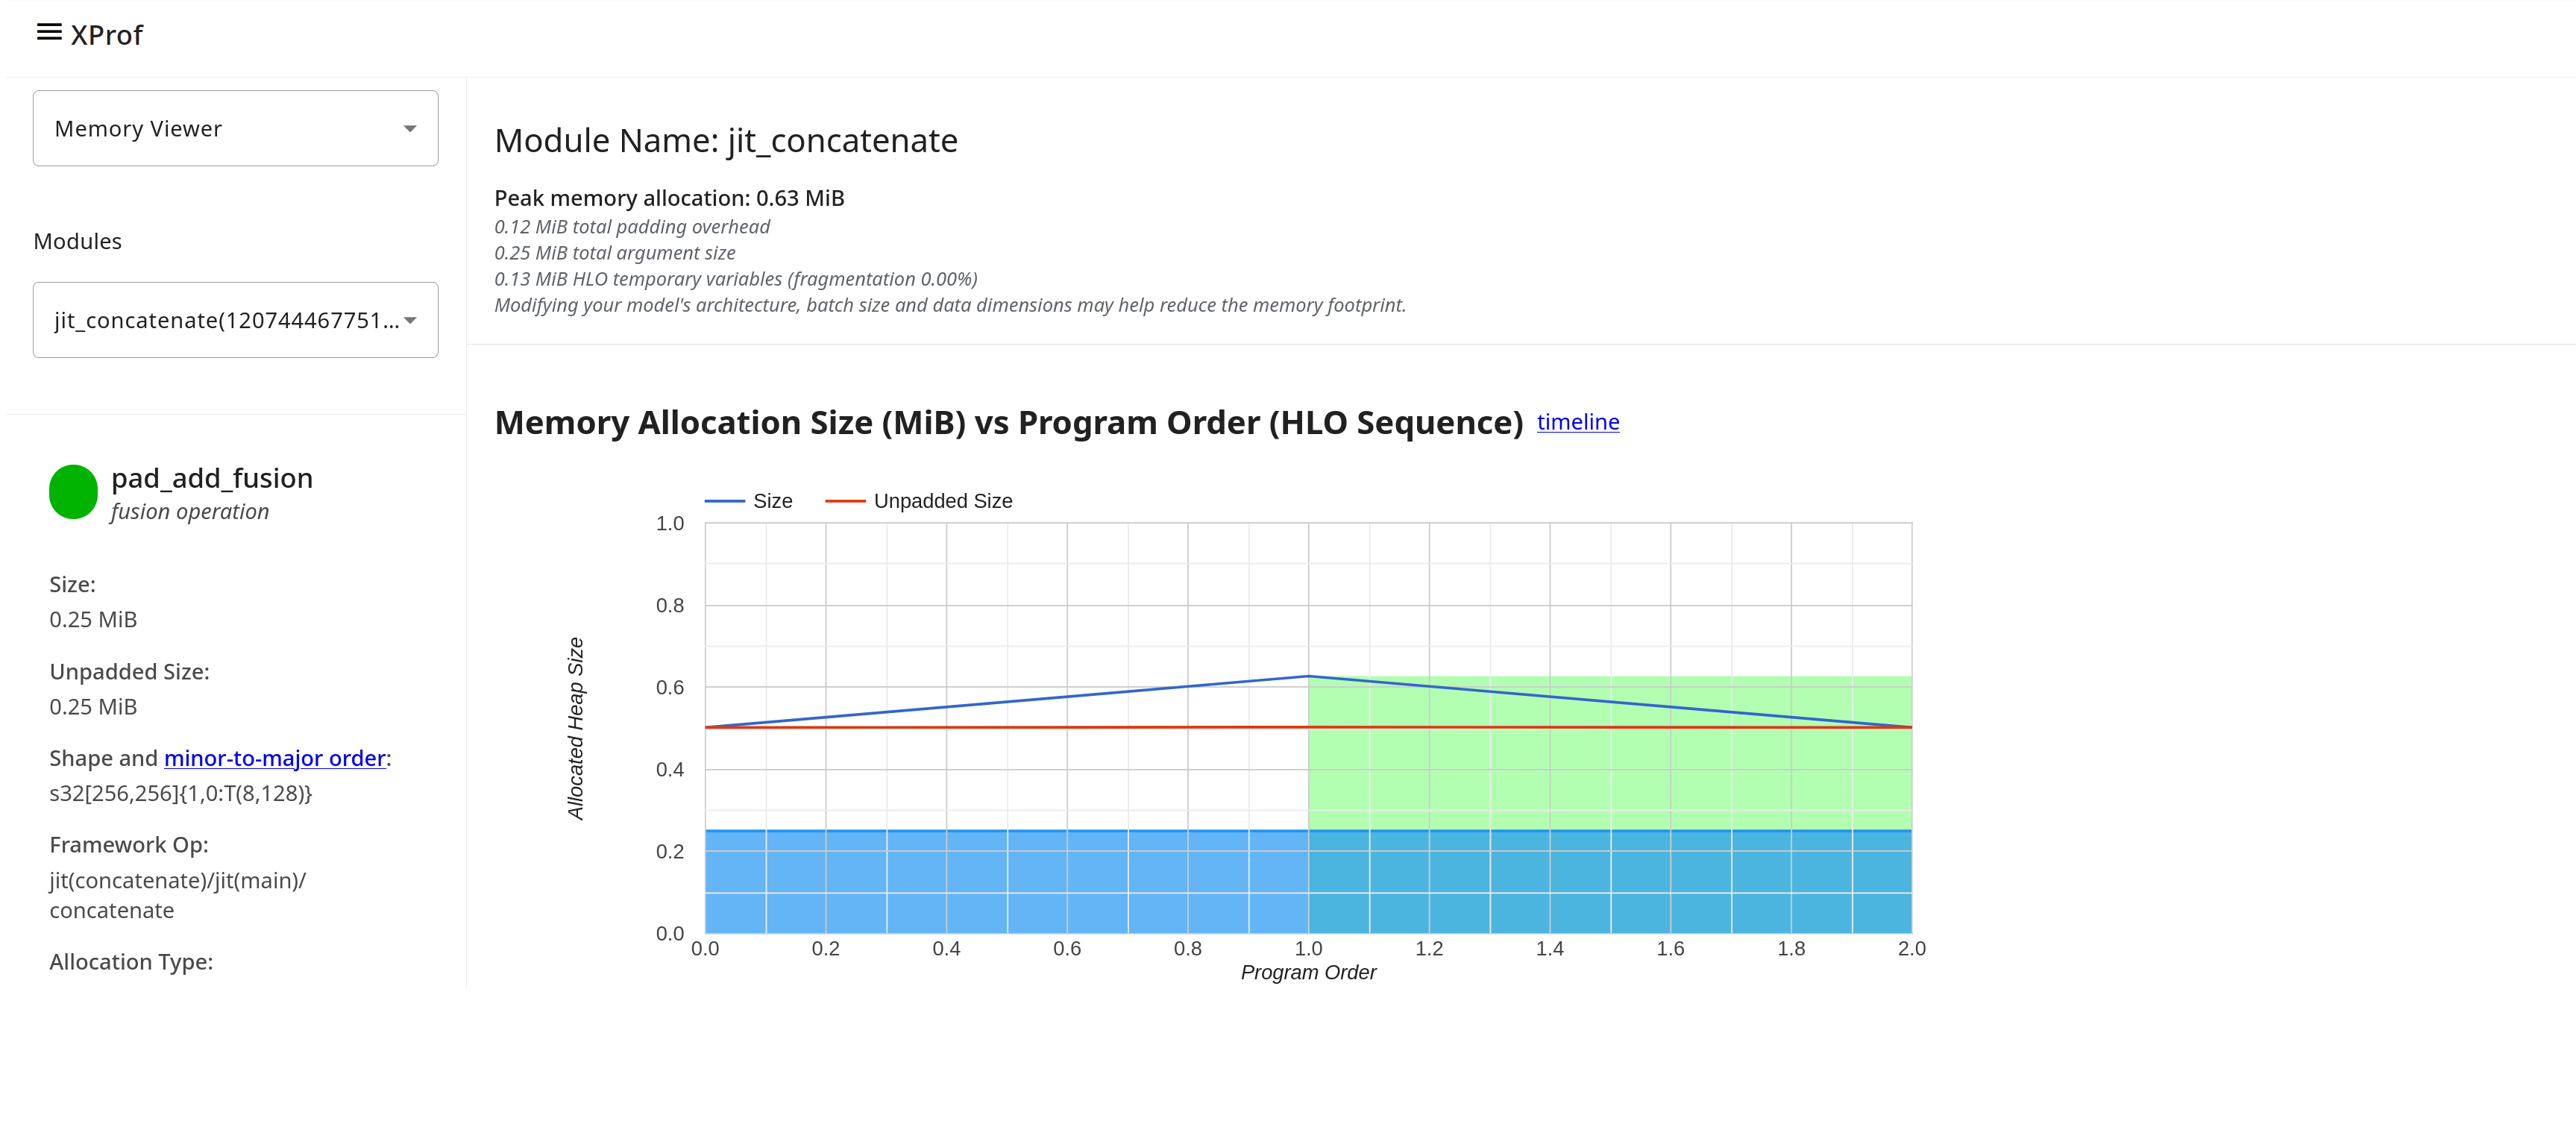 XProf
Memory Viewer
Modules
jit_concatenate(120744467751...
pad_add_fusion
fusion operation
Size:
0.25 MiB
Unpadded Size:
0.25 MiB
Shape and minor-to-major order:
s32[256,256]{1,0:T(8,128)}
Framework Op:
jit(concatenate)/jit(main)/
concatenate
Allocation Type:
Module Name: jit_concatenate
Peak memory allocation: 0.63 MiB
0.12 MiB total padding overhead
0.25 MiB total argument size
0.13 MiB HLO temporary variables (fragmentation 0.00%)
Modifying your model's architecture, batch size and data dimensions may help reduce the memory footprint.
Memory Allocation Size (MiB) vs Program Order (HLO Sequence) timeline
Size Unpadded Size
Allocated Heap Size
1.0
0.8
0.6
0.4
0.2
0.0
0.0 0.2 0.4 0.6 0.8 1.0 1.2 1.4 1.6 1.8 2.0
Program Order